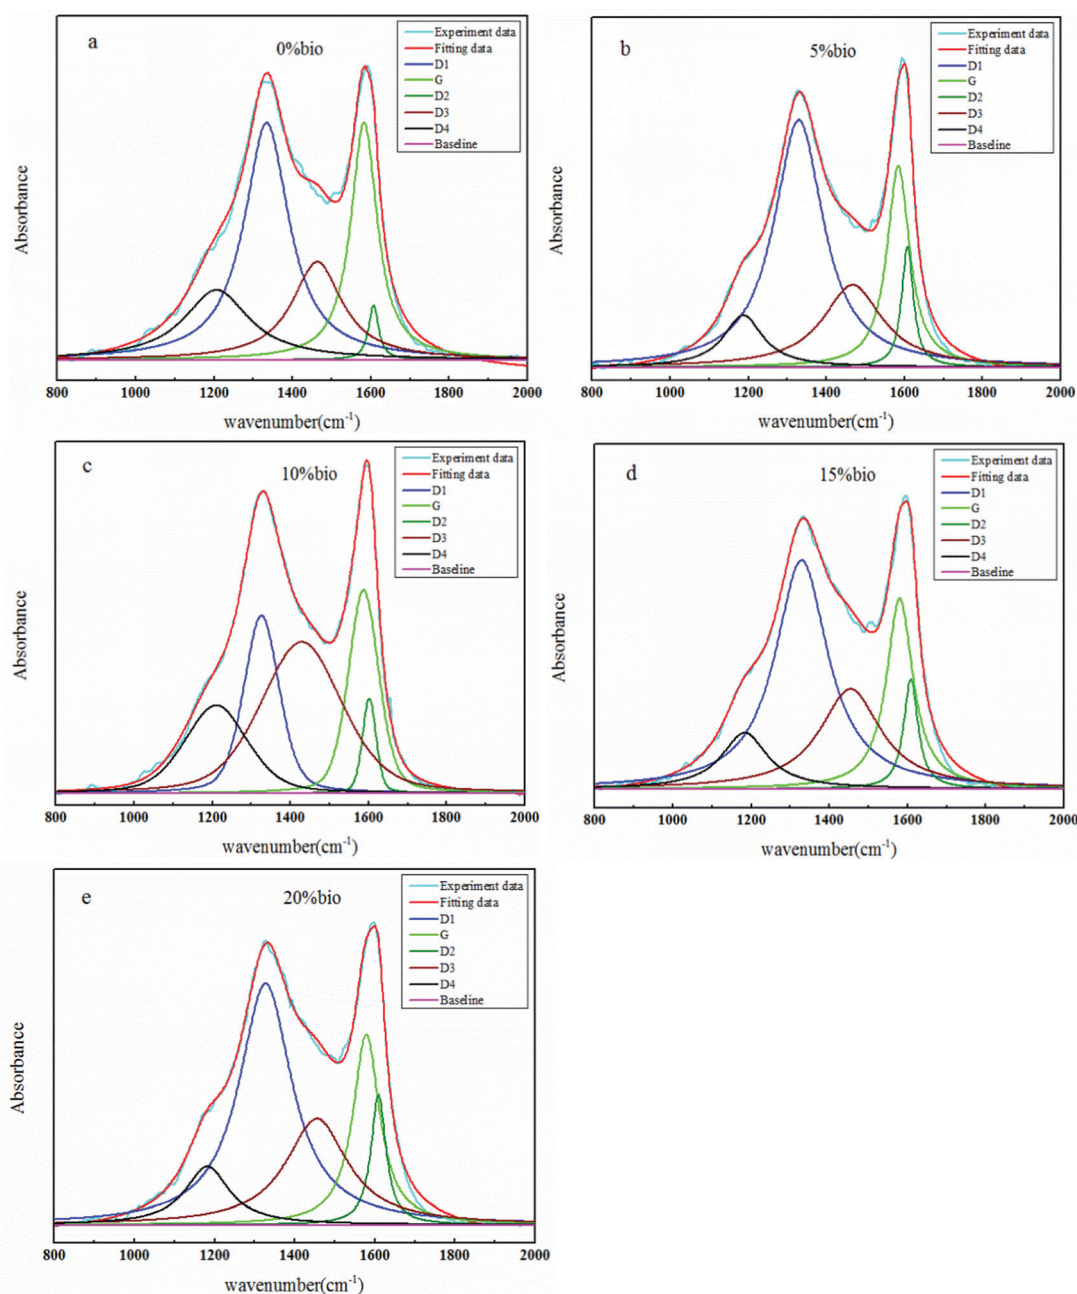 a
0%bio
Experiment data
Fitting data
D1
G
D2
D3
D4
Baseline
Absorbance
800 1000 1200 1400 1600 1800 2000
wavenumber(cm⁻¹)
b
5%bio
Experiment data
Fitting data
D1
G
D2
D3
D4
Baseline
Absorbance
800 1000 1200 1400 1600 1800 2000
wavenumber(cm⁻¹)
c
10%bio
Experiment data
Fitting data
D1
G
D2
D3
D4
Baseline
Absorbance
800 1000 1200 1400 1600 1800 2000
wavenumber(cm⁻¹)
d
15%bio
Experiment data
Fitting data
D1
G
D2
D3
D4
Baseline
Absorbance
800 1000 1200 1400 1600 1800 2000
wavenumber(cm⁻¹)
e
20%bio
Experiment data
Fitting data
D1
G
D2
D3
D4
Baseline
Absorbance
800 1000 1200 1400 1600 1800 2000
wavenumber(cm⁻¹)